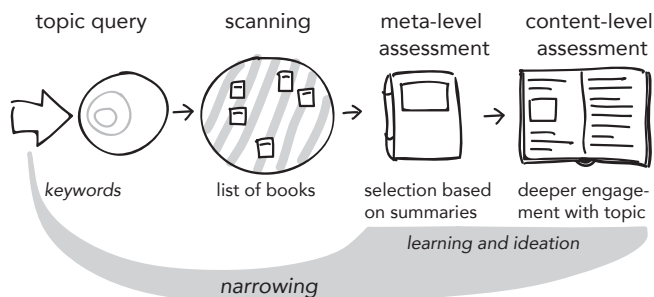 topic query
scanning
meta-level
assessment
content-level
assessment
keywords
list of books
selection based
on summaries
deeper engage-
ment with topic
learning and ideation
narrowing